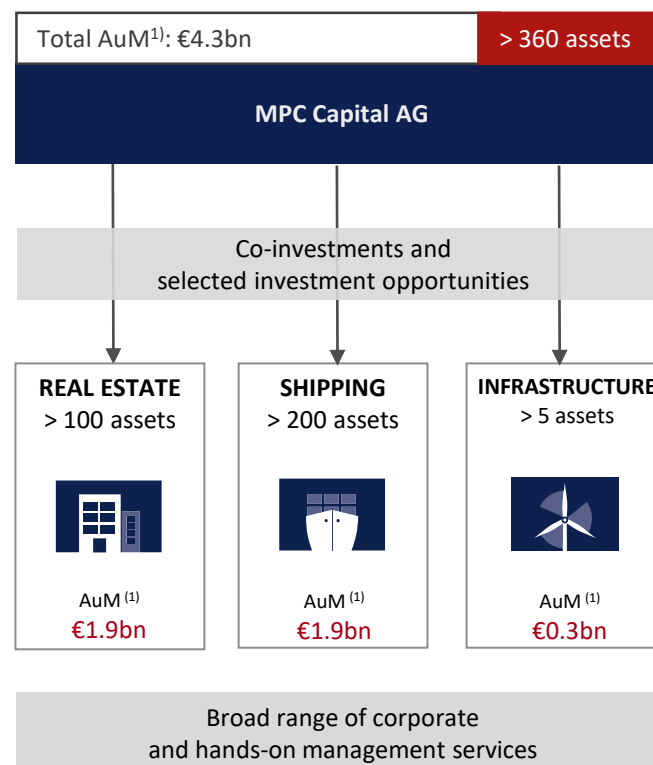 Total AuM1): €4.3bn
> 360 assets
MPC Capital AG
Co-investments and
selected investment opportunities
REAL ESTATE
> 100 assets
AuM (1)
€1.9bn
SHIPPING
> 200 assets
AuM (1)
€1.9bn
INFRASTRUCTURE
> 5 assets
AuM (1)
€0.3bn
Broad range of corporate
and hands-on management services